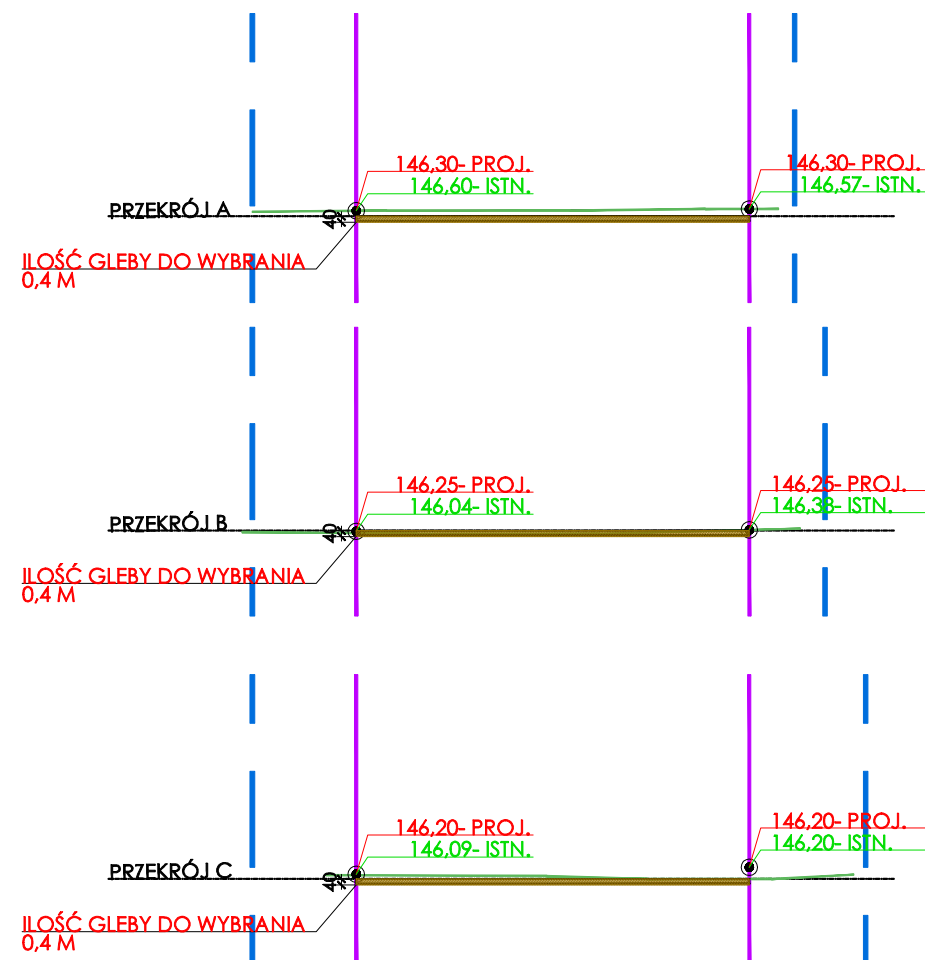 146,30- PROJ.
146,60- ISTN.
146,30- PROJ.
146,57- ISTN.
PRZEKRÓJ A
40
ILOŚĆ GLEBY DO WYBRANIA
0,4 M
146,25- PROJ.
146,04- ISTN.
146,25- PROJ.
146,38- ISTN.
PRZEKRÓJ B
40
ILOŚĆ GLEBY DO WYBRANIA
0,4 M
146,20- PROJ.
146,09- ISTN.
146,20- PROJ.
146,20- ISTN.
PRZEKRÓJ C
40
ILOŚĆ GLEBY DO WYBRANIA
0,4 M